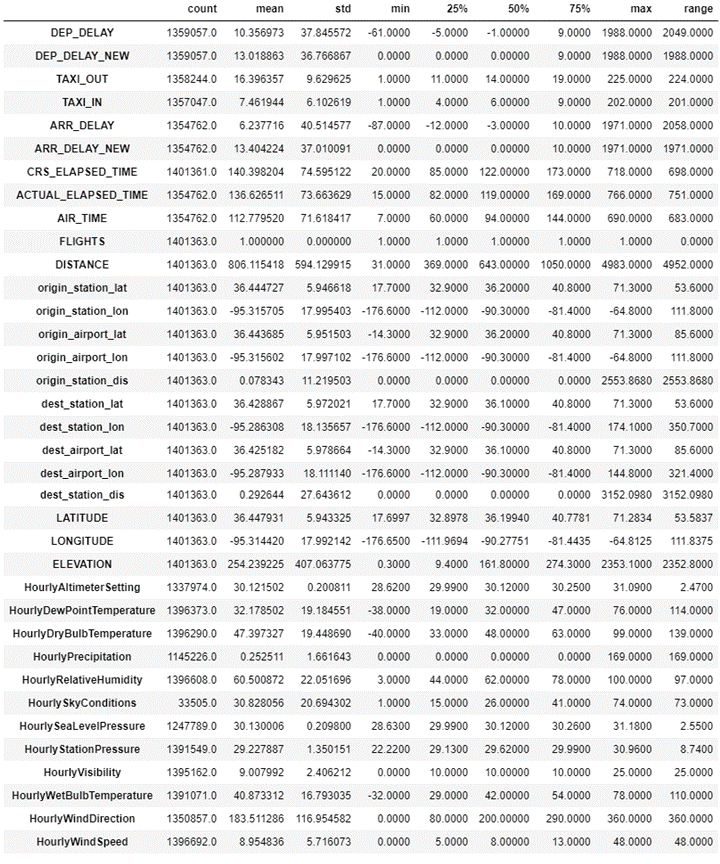 count mean std min 25% 50% 75% max range
DEP_DELAY 1359057.0 10.356973 37.845572 -61.0000 -5.0000 -1.00000 9.0000 1988.0000 2049.0000
DEP_DELAY_NEW 1359057.0 13.018863 36.766867 0.0000 0.0000 0.00000 9.0000 1988.0000 1988.0000
TAXI_OUT 1358244.0 16.396357 9.629625 1.0000 11.0000 14.00000 19.0000 225.0000 224.0000
TAXI_IN 1357047.0 7.461944 6.102619 1.0000 4.0000 6.00000 9.0000 202.0000 201.0000
ARR_DELAY 1354762.0 6.237716 40.514577 -87.0000 -12.0000 -3.00000 10.0000 1971.0000 2058.0000
ARR_DELAY_NEW 1354762.0 13.404224 37.010091 0.0000 0.0000 0.00000 10.0000 1971.0000 1971.0000
CRS_ELAPSED_TIME 1401361.0 140.398204 74.595122 20.0000 85.0000 122.00000 173.0000 718.0000 698.0000
ACTUAL_ELAPSED_TIME 1354762.0 136.626511 73.663629 15.0000 82.0000 119.00000 169.0000 766.0000 751.0000
AIR_TIME 1354762.0 112.779520 71.618417 7.0000 60.0000 94.00000 144.0000 690.0000 683.0000
FLIGHTS 1401363.0 1.000000 0.000000 1.0000 1.0000 1.00000 1.0000 1.0000 0.0000
DISTANCE 1401363.0 806.115418 594.129915 31.0000 369.0000 643.00000 1050.0000 4983.0000 4952.0000
origin_station_lat 1401363.0 36.444727 5.946618 17.7000 32.9000 36.20000 40.8000 71.3000 53.6000
origin_station_lon 1401363.0 -95.315705 17.995403 -176.6000 -112.0000 -90.30000 -81.4000 -64.8000 111.8000
origin_airport_lat 1401363.0 36.443685 5.951503 -14.3000 32.9000 36.20000 40.8000 71.3000 85.6000
origin_airport_lon 1401363.0 -95.315602 17.997102 -176.6000 -112.0000 -90.30000 -81.4000 -64.8000 111.8000
origin_station_dis 1401363.0 0.078343 11.219503 0.0000 0.0000 0.00000 0.0000 2553.8680 2553.8680
dest_station_lat 1401363.0 36.428867 5.972021 17.7000 32.9000 36.10000 40.8000 71.3000 53.6000
dest_station_lon 1401363.0 -95.286308 18.135657 -176.6000 -112.0000 -90.30000 -81.4000 174.1000 350.7000
dest_airport_lat 1401363.0 36.425182 5.978664 -14.3000 32.9000 36.10000 40.8000 71.3000 85.6000
dest_airport_lon 1401363.0 -95.287933 18.111140 -176.6000 -112.0000 -90.30000 -81.4000 144.8000 321.4000
dest_station_dis 1401363.0 0.292644 27.643612 0.0000 0.0000 0.00000 0.0000 3152.0980 3152.0980
LATITUDE 1401363.0 36.447931 5.943325 17.6997 32.8978 36.19940 40.7781 71.2834 53.5837
LONGITUDE 1401363.0 -95.314420 17.992142 -176.6500 -111.9694 -90.27751 -81.4435 -64.8125 111.8375
ELEVATION 1401363.0 254.239225 407.063775 0.3000 9.4000 161.80000 274.3000 2353.1000 2352.8000
HourlyAltimeterSetting 1337974.0 30.121502 0.200811 28.6200 29.9900 30.12000 30.2500 31.0900 2.4700
HourlyDewPointTemperature 1396373.0 32.178502 19.184551 -38.0000 19.0000 32.00000 47.0000 76.0000 114.0000
HourlyDryBulbTemperature 1396290.0 47.397327 19.448690 -40.0000 33.0000 48.00000 63.0000 99.0000 139.0000
HourlyPrecipitation 1145226.0 0.252511 1.661643 0.0000 0.0000 0.00000 0.0000 169.0000 169.0000
HourlyRelativeHumidity 1396608.0 60.500872 22.051696 3.0000 44.0000 62.00000 78.0000 100.0000 97.0000
HourlySkyConditions 33505.0 30.828056 20.694302 1.0000 15.0000 26.00000 41.0000 74.0000 73.0000
HourlySeaLevelPressure 1247789.0 30.130006 0.209800 28.6300 29.9900 30.12000 30.2600 31.1800 2.5500
HourlyStationPressure 1391549.0 29.227887 1.350151 22.2200 29.1300 29.62000 29.9900 30.9600 8.7400
HourlyVisibility 1395162.0 9.007992 2.406212 0.0000 10.0000 10.00000 10.0000 25.0000 25.0000
HourlyWetBulbTemperature 1391071.0 40.873312 16.793035 -32.0000 29.0000 42.00000 54.0000 78.0000 110.0000
HourlyWindDirection 1350857.0 183.511286 116.954582 0.0000 80.0000 200.00000 290.0000 360.0000 360.0000
HourlyWindSpeed 1396692.0 8.954836 5.716073 0.0000 5.0000 8.00000 13.0000 48.0000 48.0000